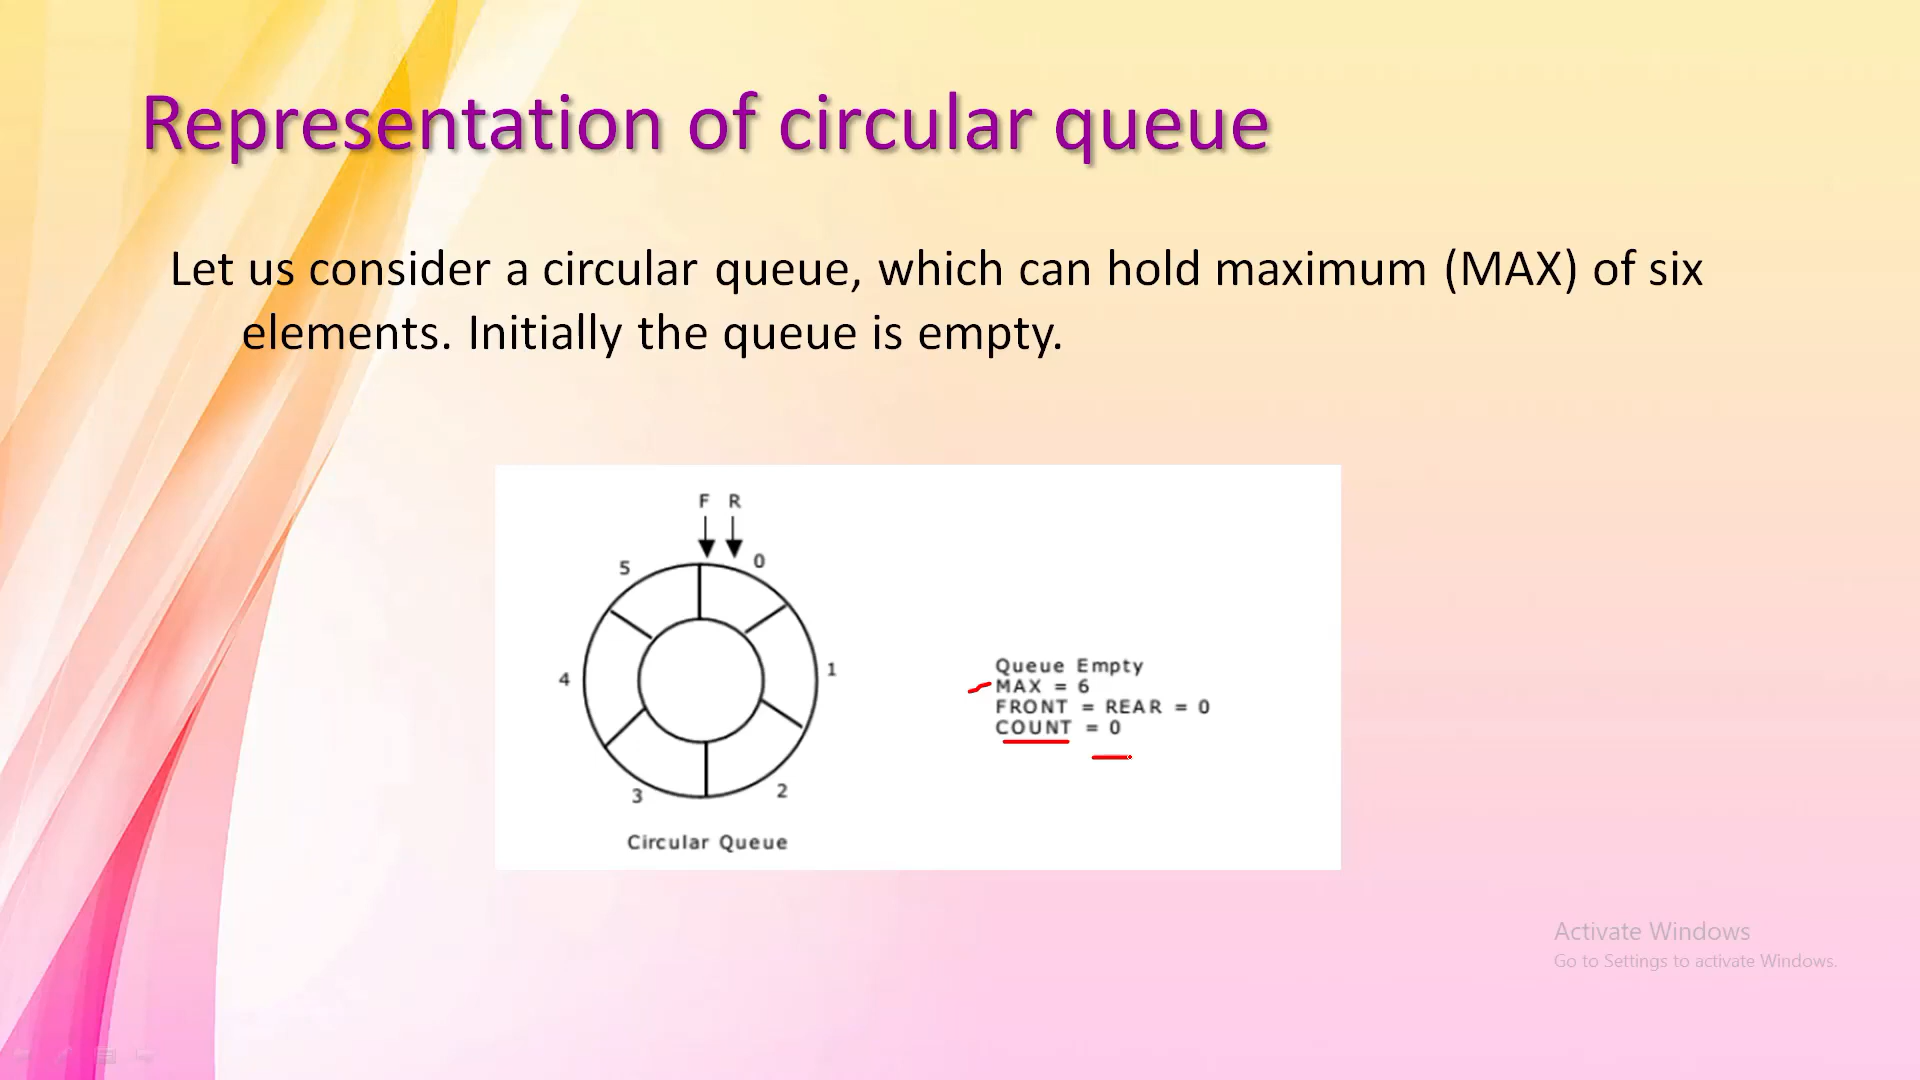 Representation of circular queue
Let us consider a circular queue, which can hold maximum (MAX) of six
elements. Initially the queue is empty.
F R
5 0
4 1
3 2
Circular Queue
Queue Empty
MAX = 6
FRONT = REAR = 0
COUNT = 0
Activate Windows
Go to Settings to activate Windows.